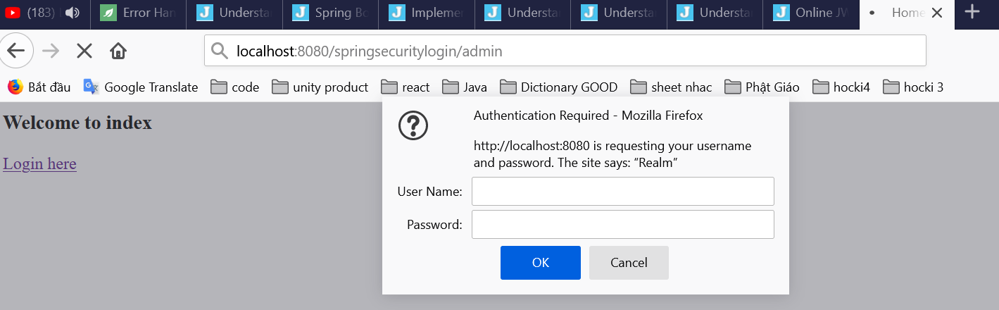 (183)
Error Han
Understa
Spring Bo
Implemen
Understa
Understa
Understa
Online JW
Home
localhost:8080/springsecuritylogin/admin
Bắt đầu
Google Translate
code
unity product
react
Java
Dictionary GOOD
sheet nhac
Phật Giáo
hocki4
hocki 3
Welcome to index
Login here
Authentication Required - Mozilla Firefox
http://localhost:8080 is requesting your username
and password. The site says: “Realm”
User Name:
Password:
OK
Cancel